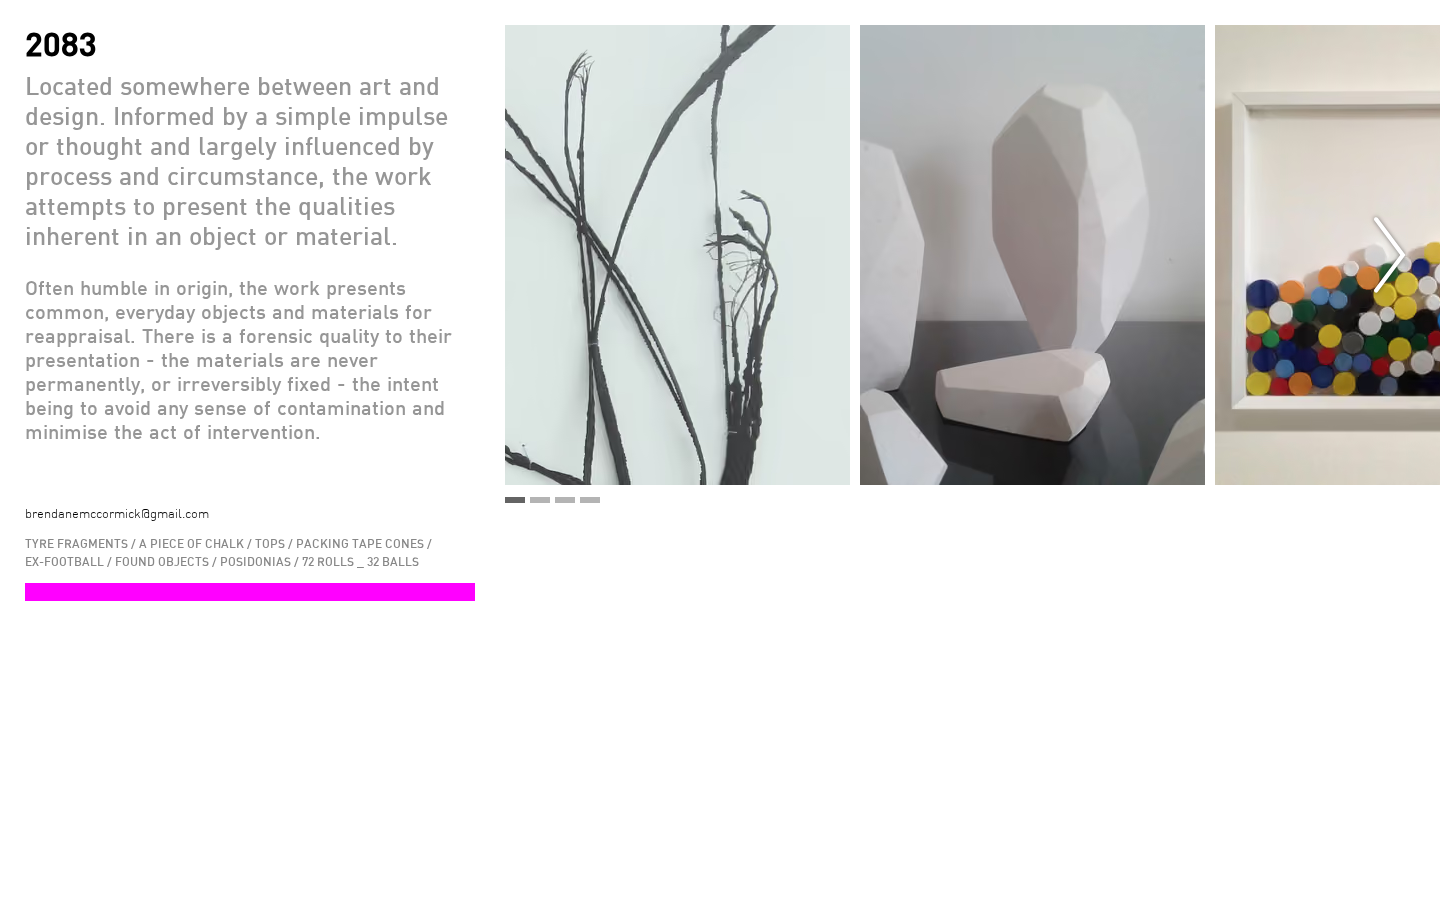 2083
Located somewhere between art and
design. Informed by a simple impulse
or thought and largely influenced by
process and circumstance, the work
attempts to present the qualities
inherent in an object or material.
Often humble in origin, the work presents
common, everyday objects and materials for
reappraisal. There is a forensic quality to their
presentation - the materials are never
permanently, or irreversibly fixed - the intent
being to avoid any sense of contamination and
minimise the act of intervention.
brendanemccormick@gmail.com
TYRE FRAGMENTS / A PIECE OF CHALK / TOPS / PACKING TAPE CONES /
EX-FOOTBALL / FOUND OBJECTS / POSIDONIAS / 72 ROLLS _ 32 BALLS